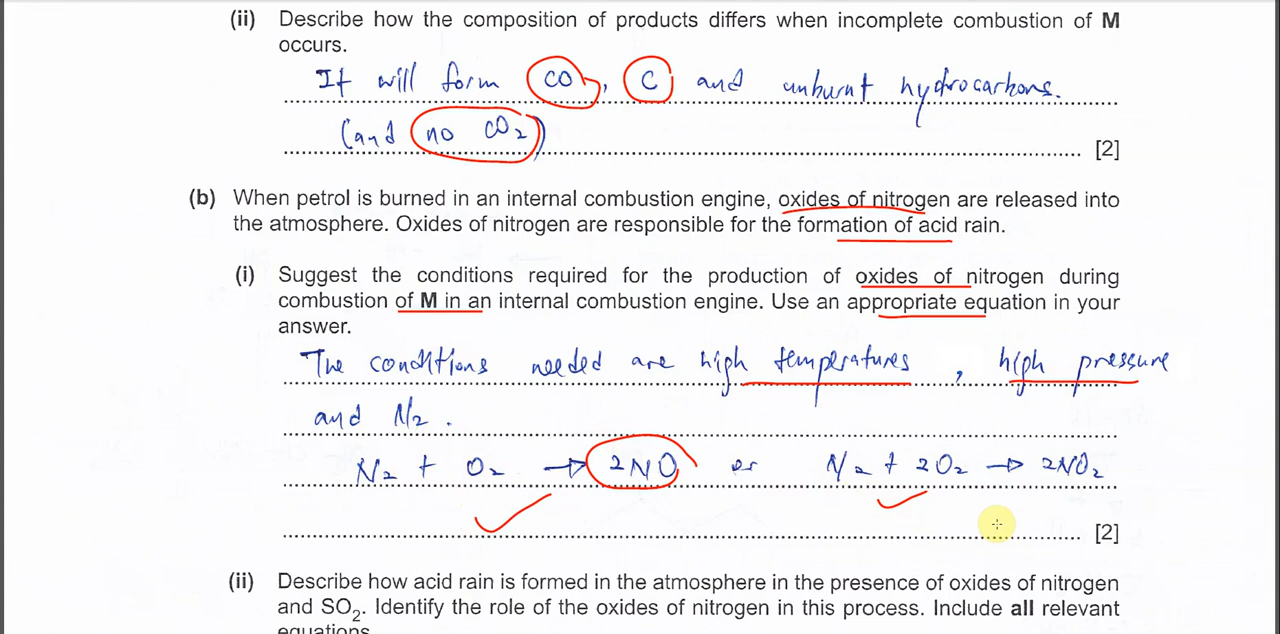 (ii) Describe how the composition of products differs when incomplete combustion of M
occurs.
It will form CO, C and unburnt hydrocarbons.
(and no CO₂)
[2]
(b) When petrol is burned in an internal combustion engine, oxides of nitrogen are released into
the atmosphere. Oxides of nitrogen are responsible for the formation of acid rain.
(i) Suggest the conditions required for the production of oxides of nitrogen during
combustion of M in an internal combustion engine. Use an appropriate equation in your
answer.
The conditions needed are high temperatures, high pressure
and N₂.
N₂ + O₂ → 2NO or N₂ + 2O₂ → 2NO₂
[2]
(ii) Describe how acid rain is formed in the atmosphere in the presence of oxides of nitrogen
and SO₂. Identify the role of the oxides of nitrogen in this process. Include all relevant
equations.